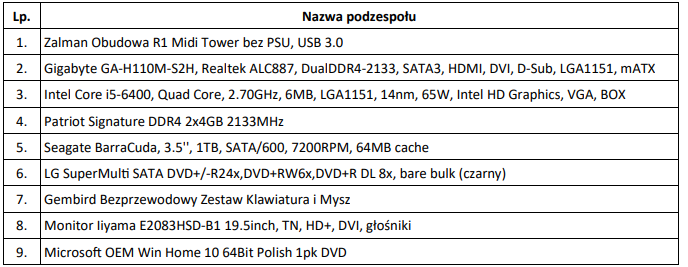 Lp. Nazwa podzespołu
1. Zalman Obudowa R1 Midi Tower bez PSU, USB 3.0
2. Gigabyte GA-H110M-S2H, Realtek ALC887, DualDDR4-2133, SATA3, HDMI, DVI, D-Sub, LGA1151, mATX
3. Intel Core i5-6400, Quad Core, 2.70GHz, 6MB, LGA1151, 14nm, 65W, Intel HD Graphics, VGA, BOX
4. Patriot Signature DDR4 2x4GB 2133MHz
5. Seagate BarraCuda, 3.5'', 1TB, SATA/600, 7200RPM, 64MB cache
6. LG SuperMulti SATA DVD+/-R24x,DVD+RW6x,DVD+R DL 8x, bare bulk (czarny)
7. Gembird Bezprzewodowy Zestaw Klawiatura i Mysz
8. Monitor Iiyama E2083HSD-B1 19.5inch, TN, HD+, DVI, głośniki
9. Microsoft OEM Win Home 10 64Bit Polish 1pk DVD